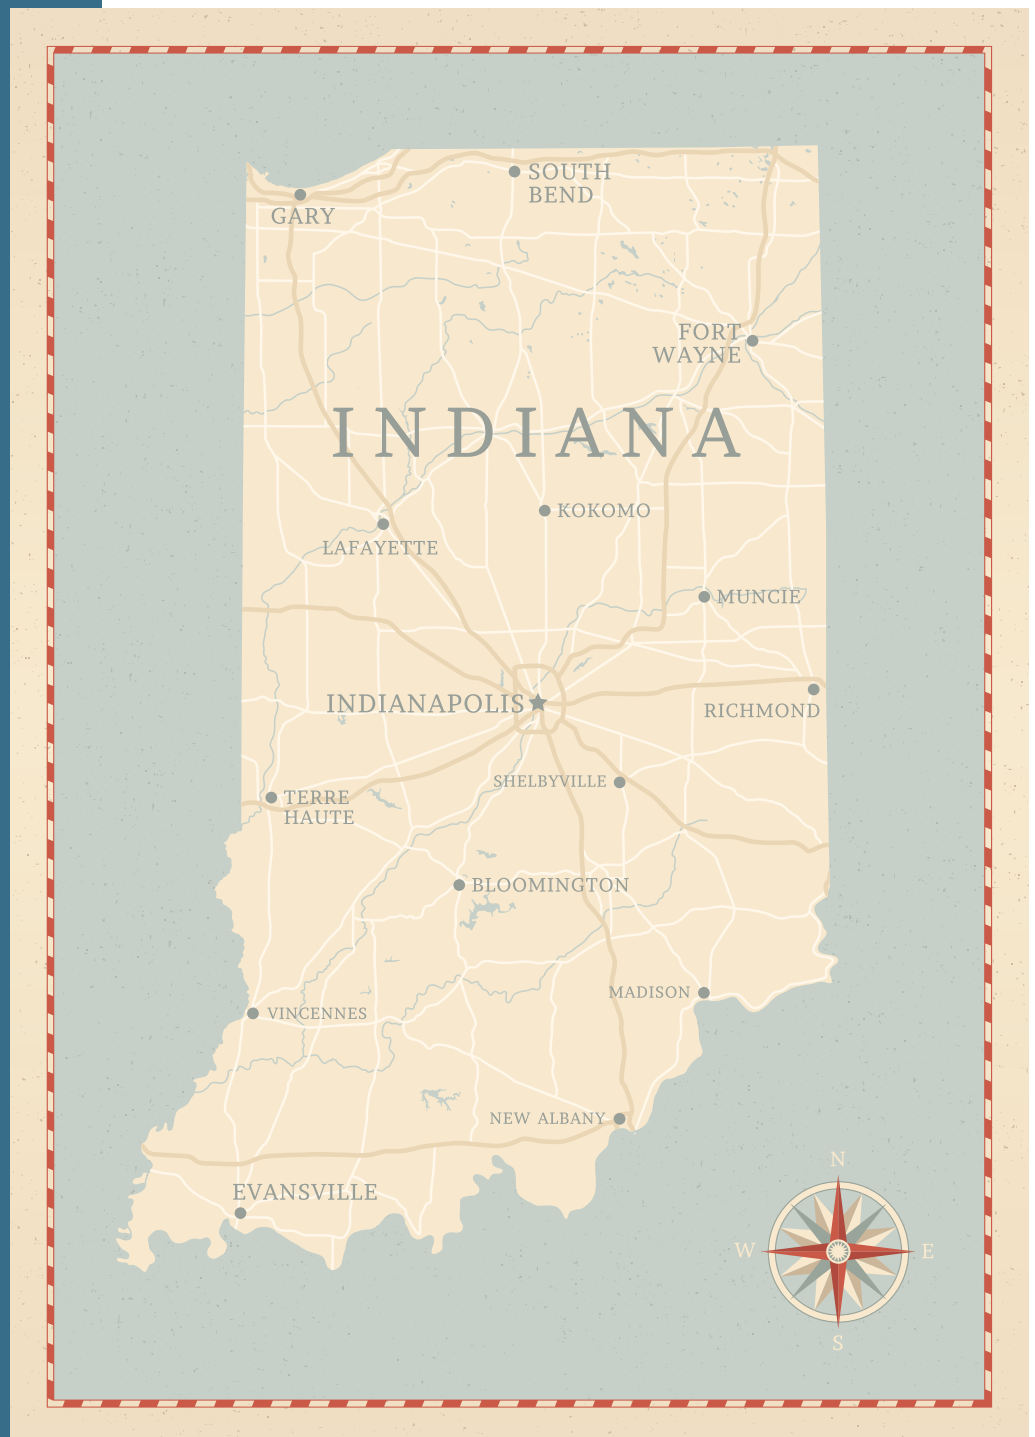 SOUTH
BEND
GARY
FORT
WAYNE
INDIANA
KOKOMO
LAFAYETTE
MUNCIE
INDIANAPOLIS
RICHMOND
SHELBYVILLE
TERRE
HAUTE
BLOOMINGTON
MADISON
VINCENNES
NEW ALBANY
EVANSVILLE
N
W
E
S